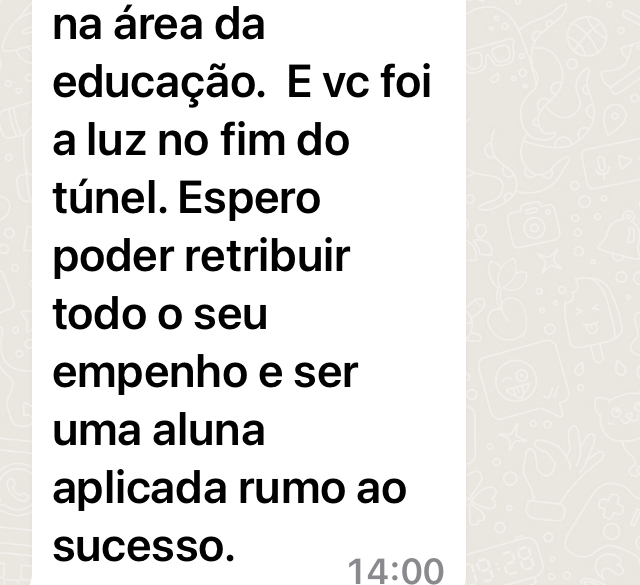 na área da
educação.  E vc foi
a luz no fim do
túnel. Espero
poder retribuir
todo o seu
empenho e ser
uma aluna
aplicada rumo ao
sucesso.
14:00